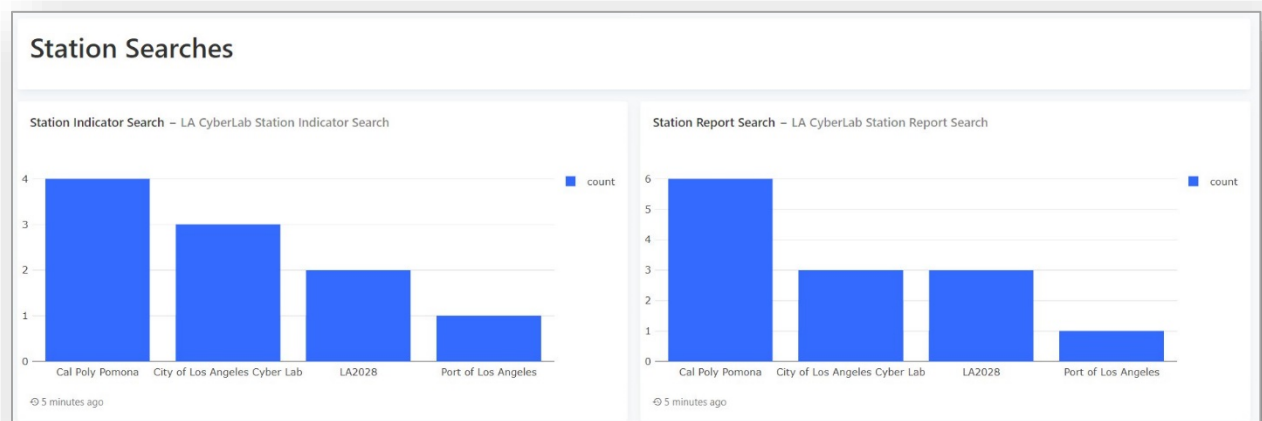 Station Searches
Station Indicator Search – LA CyberLab Station Indicator Search
4
3
2
1
0
count
Cal Poly Pomona City of Los Angeles Cyber Lab LA2028 Port of Los Angeles
5 minutes ago
Station Report Search – LA CyberLab Station Report Search
6
5
4
3
2
1
0
count
Cal Poly Pomona City of Los Angeles Cyber Lab LA2028 Port of Los Angeles
5 minutes ago